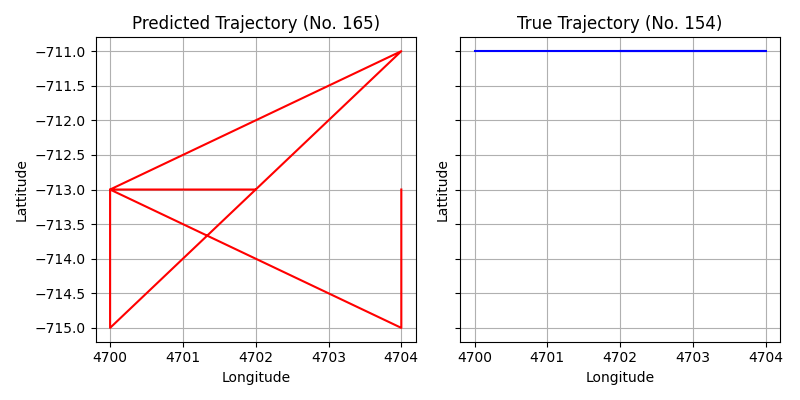 Predicted Trajectory (No. 165)
True Trajectory (No. 154)
−711.0
−711.5
−712.0
−712.5
−713.0
−713.5
−714.0
−714.5
−715.0
Lattitude
Lattitude
4700 4701 4702 4703 4704
4700 4701 4702 4703 4704
Longitude
Longitude